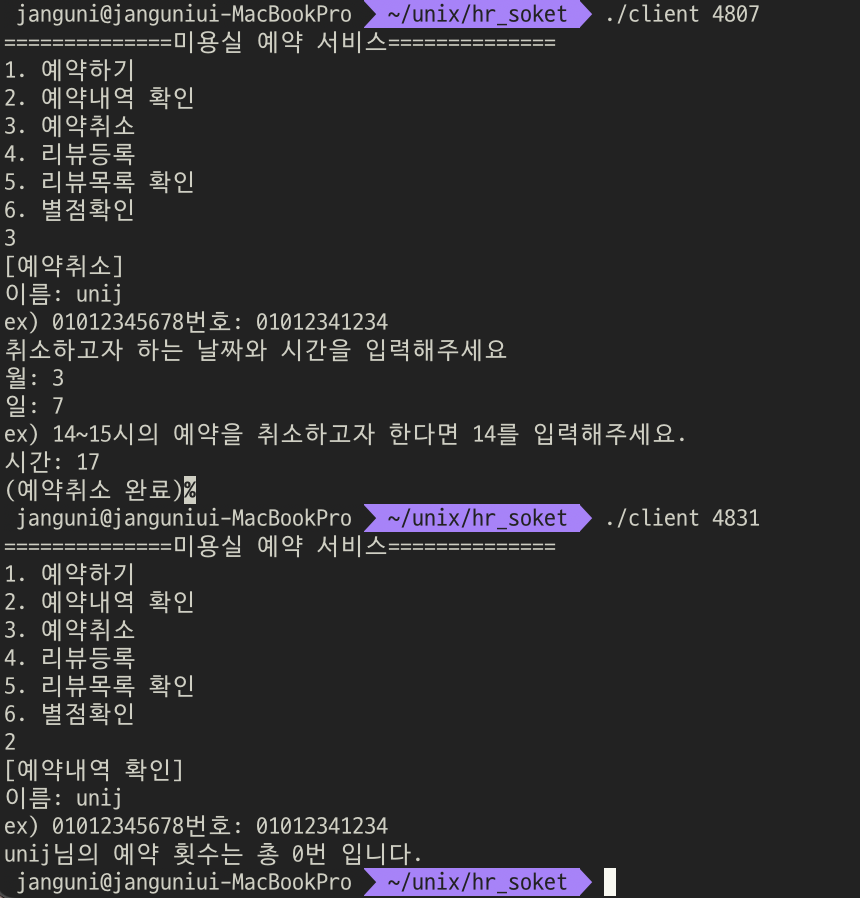 janguni@janguniui-MacBookPro ~/unix/hr_soket ./client 4807
==============미용실 예약 서비스==============
1. 예약하기
2. 예약내역 확인
3. 예약취소
4. 리뷰등록
5. 리뷰목록 확인
6. 별점확인
3
[예약취소]
이름: unij
ex) 01012345678번호: 01012341234
취소하고자 하는 날짜와 시간을 입력해주세요
월: 3
일: 7
ex) 14~15시의 예약을 취소하고자 한다면 14를 입력해주세요.
시간: 17
(예약취소 완료)%
janguni@janguniui-MacBookPro ~/unix/hr_soket ./client 4831
==============미용실 예약 서비스==============
1. 예약하기
2. 예약내역 확인
3. 예약취소
4. 리뷰등록
5. 리뷰목록 확인
6. 별점확인
2
[예약내역 확인]
이름: unij
ex) 01012345678번호: 01012341234
unij님의 예약 횟수는 총 0번 입니다.
janguni@janguniui-MacBookPro ~/unix/hr_soket